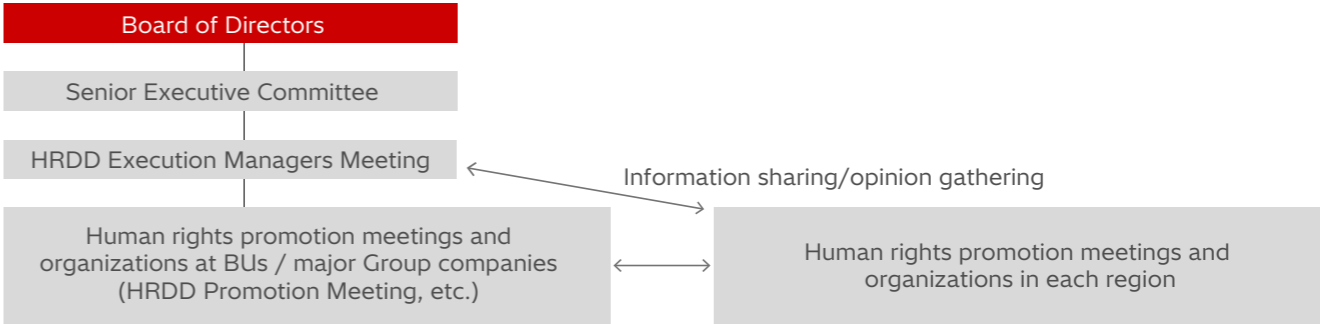 Board of Directors
Senior Executive Committee
HRDD Execution Managers Meeting
Information sharing/opinion gathering
Human rights promotion meetings and
organizations at BUs / major Group companies
(HRDD Promotion Meeting, etc.)
Human rights promotion meetings and
organizations in each region